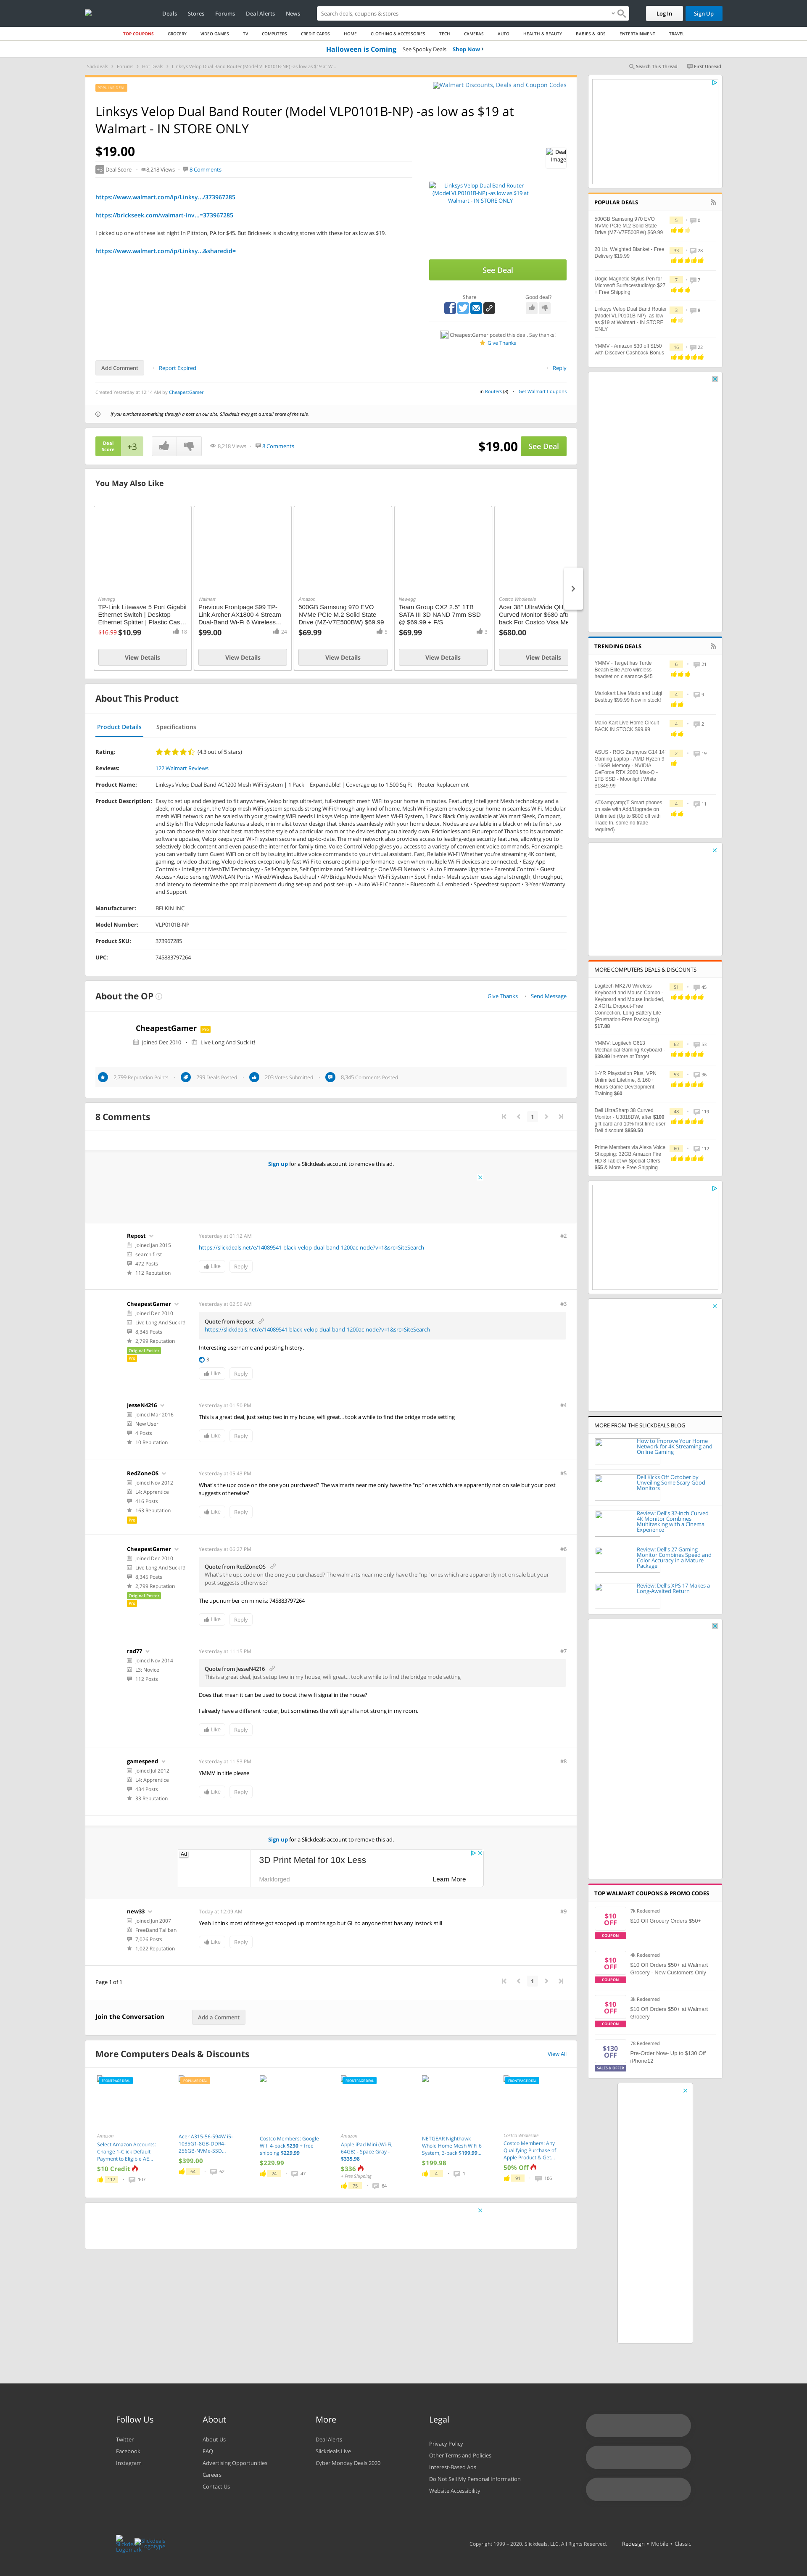 Deals
Stores
Forums
Deal Alerts
News
Search deals, coupons & stores
Log In
Sign Up
TOP COUPONS
GROCERY
VIDEO GAMES
TV
COMPUTERS
CREDIT CARDS
HOME
CLOTHING & ACCESSORIES
TECH
CAMERAS
AUTO
HEALTH & BEAUTY
BABIES & KIDS
ENTERTAINMENT
TRAVEL
Halloween is Coming See Spooky Deals Shop Now ›
Slickdeals › Forums › Hot Deals › Linksys Velop Dual Band Router (Model VLP0101B-NP) -as low as $19 at W...
Search This Thread
First Unread
Walmart Discounts, Deals and Coupon Codes
Linksys Velop Dual Band Router (Model VLP0101B-NP) -as low as $19 at
Walmart - IN STORE ONLY
$19.00
+3 Deal Score
8,218 Views
8 Comments
Deal
Image
https://www.walmart.com/ip/Linksy.../373967285
https://brickseek.com/walmart-inv...=373967285
I picked up one of these last night in Pittston, PA for $45. But Brickseek is showing stores with these for as low as $19.
https://www.walmart.com/ip/Linksy...&sharedid=
Linksys Velop Dual Band Router
(Model VLP0101B-NP) -as low as $19 at
Walmart - IN STORE ONLY
See Deal
Share
Good deal?
CheapestGamer posted this deal. Say thanks!
Give Thanks
Add Comment
Report Expired
Reply
Created Yesterday at 12:14 AM by CheapestGamer
in Routers (8)
Get Walmart Coupons
If you purchase something through a post on our site, Slickdeals may get a small share of the sale.
Deal
Score
+3
8,218 Views
8 Comments
$19.00
See Deal
You May Also Like
Newegg
TP-Link Litewave 5 Port Gigabit
Ethernet Switch | Desktop
Ethernet Splitter | Plastic Cas...
$16.99 $10.99
18
View Details
Walmart
Previous Frontpage $99 TP-
Link Archer AX1800 4 Stream
Dual-Band Wi-Fi 6 Wireless...
$99.00
24
View Details
Amazon
500GB Samsung 970 EVO
NVMe PCIe M.2 Solid State
Drive (MZ-V7E500BW) $69.99
$69.99
5
View Details
Newegg
Team Group CX2 2.5" 1TB
SATA III 3D NAND 7mm SSD
@ $69.99 + F/S
$69.99
3
View Details
Costco Wholesale
Acer 38" UltraWide QH
Curved Monitor $680 afte
back For Costco Visa Me
$680.00
View Details
About This Product
Product Details
Specifications
Rating:
(4.3 out of 5 stars)
Reviews:
122 Walmart Reviews
Product Name:
Linksys Velop Dual Band AC1200 Mesh WiFi System | 1 Pack | Expandable! | Coverage up to 1,500 Sq Ft | Router Replacement
Product Description:
Easy to set up and designed to fit anywhere, Velop brings ultra-fast, full-strength mesh WiFi to your home in minutes. Featuring Intelligent Mesh technology and a
sleek, modular design, the Velop mesh WiFi system provides seamless, strong WiFi through any kind of home. Mesh WiFi system the future in seamless WiFi. Modular
mesh WiFi network can be scaled with your growing WiFi needs Linksys Velop Intelligent Mesh Wi-Fi System, 1 Pack Black Only available at Walmart Sleek, Compact,
and Stylish The Velop features a sleek, minimalist tower design that blends seamlessly with your home decor. Nodes are available in a black or white finish, and so
you can choose the color that best matches the style of a particular room or the devices that you already own. Frictionless and Futureproof Thanks to its automatic
software updates, Velop keeps your Wi-Fi system secure and up-to-date. The mesh network also provides access to leading-edge security features, allowing you to
selectively block content and even pause the internet for family time. Voice Control Velop gives you access to a variety of convenient voice commands. For example,
you can verbally turn Guest WiFi on or off by issuing intuitive voice commands to your virtual assistant. Fast, Reliable Wi-Fi Whether you're streaming 4K content,
gaming, or video chatting, Velop delivers exceptionally fast Wi-Fi to ensure optimal performance–even when multiple Wi-Fi devices are connected. • Easy App
Controls • Intelligent MeshTM Technology - Self-Organize, Self Optimize and Self Healing • One Wi-Fi Network • Auto Firmware Upgrade • Parental Control • Guest
Access • Auto sensing WAN/LAN Ports • Wired/Wireless Backhaul • AP/Bridge Mode Mesh Wi-Fi System • Spot Finder- Mesh system uses signal strength, throughput,
and latency to determine the optimal placement during set-up and post set-up. • Auto Wi-Fi Channel • Bluetooth 4.1 embeded • Speedtest support • 3-Year Warranty
and Support
Manufacturer:
BELKIN INC
Model Number:
VLP0101B-NP
Product SKU:
373967285
UPC:
745883797264
About the OP
Give Thanks
Send Message
CheapestGamer Pro
Joined Dec 2010
Live Long And Suck It!
2,799 Reputation Points
299 Deals Posted
203 Votes Submitted
8,345 Comments Posted
8 Comments
1
Sign up for a Slickdeals account to remove this ad.
Repost
Joined Jan 2015
search first
472 Posts
112 Reputation
Yesterday at 01:12 AM
#2
https://slickdeals.net/e/14089541-black-velop-dual-band-1200ac-node?v=1&src=SiteSearch
Like
Reply
CheapestGamer
Joined Dec 2010
Live Long And Suck It!
8,345 Posts
2,799 Reputation
Original Poster
Pro
Yesterday at 02:56 AM
#3
Quote from Repost
https://slickdeals.net/e/14089541-black-velop-dual-band-1200ac-node?v=1&src=SiteSearch
Interesting username and posting history.
3
Like
Reply
JesseN4216
Joined Mar 2016
New User
4 Posts
10 Reputation
Yesterday at 01:50 PM
#4
This is a great deal, just setup two in my house, wifi great... took a while to find the bridge mode setting
Like
Reply
RedZoneOS
Joined Nov 2012
L4: Apprentice
416 Posts
163 Reputation
Pro
Yesterday at 05:03 PM
#5
What's the upc code on the one you purchased? The walmarts near me only have the "np" ones which are apparently not on sale but your post
suggests otherwise?
Like
Reply
CheapestGamer
Joined Dec 2010
Live Long And Suck It!
8,345 Posts
2,799 Reputation
Original Poster
Pro
Yesterday at 06:21 PM
#6
Quote from RedZoneOS
What's the upc code on the one you purchased? The walmarts near me only have the "np" ones which are apparently not on sale but your
post suggests otherwise?
The upc number on mine is: 745883797264
Like
Reply
rad77
Joined Nov 2014
L3: Novice
112 Posts
Yesterday at 11:15 PM
#7
Quote from JesseN4216
This is a great deal, just setup two in my house, wifi great... took a while to find the bridge mode setting
Does that mean it can be used to boost the wifi signal in the house?
I already have a different router, but sometimes the wifi signal is not strong in my room.
Like
Reply
gamespeed
Joined Jul 2012
L4: Apprentice
434 Posts
33 Reputation
Yesterday at 11:53 PM
#8
YMMV in title please
Like
Reply
Sign up for a Slickdeals account to remove this ad.
Ad
3D Print Metal for 10x Less
Markforged
Learn More
new33
Joined Jun 2007
FreeBand Taliban
7,026 Posts
1,022 Reputation
Today at 12:09 AM
#9
Yeah I think most of these got scooped up months ago but GL to anyone that has any instock still
Like
Reply
Page 1 of 1
1
Join the Conversation
Add a Comment
More Computers Deals & Discounts
View All
FRONTPAGE DEAL
Amazon
Select Amazon Accounts:
Change 1-Click Default
Payment to Eligible AE...
$10 Credit
112
107
Acer A315-56-594W i5-
1035G1-8GB-DDR4-
256GB-NVMe-SSD...
$399.00
64
62
Costco Members: Google
Wifi 4-pack $230 + free
shipping $229.99
$229.99
24
47
FRONTPAGE DEAL
Amazon
Apple iPad Mini (Wi-Fi,
64GB) - Space Gray -
$335.98
$336
+ Free Shipping
75
64
NETGEAR Nighthawk
Whole Home Mesh WiFi 6
System, 3-pack $199.99...
$199.98
4
1
FRONTPAGE DEAL
Costco Wholesale
Costco Members: Any
Qualifying Purchase of
Apple Product & Get...
50% Off
91
106
POPULAR DEALS
500GB Samsung 970 EVO
NVMe PCIe M.2 Solid State
Drive (MZ-V7E500BW) $69.99
5
0
20 Lb. Weighted Blanket - Free
Delivery $19.99
33
28
Uogic Magnetic Stylus Pen for
Microsoft Surface/studio/go $27
+ Free Shipping
7
7
Linksys Velop Dual Band Router
(Model VLP0101B-NP) -as low
as $19 at Walmart - IN STORE
ONLY
3
8
YMMV - Amazon $30 off $150
with Discover Cashback Bonus
16
22
TRENDING DEALS
YMMV - Target has Turtle
Beach Elite Aero wireless
headset on clearance $45
6
21
Mariokart Live Mario and Luigi
Bestbuy $99.99 Now in stock!
4
9
Mario Kart Live Home Circuit
BACK IN STOCK $99.99
4
2
ASUS - ROG Zephyrus G14 14"
Gaming Laptop - AMD Ryzen 9
- 16GB Memory - NVIDIA
GeForce RTX 2060 Max-Q -
1TB SSD - Moonlight White
$1349.99
2
19
AT&amp;amp;T Smart phones
on sale with Add/Upgrade on
Unlimited (Up to $800 off with
Trade In, some no trade
required)
4
11
MORE COMPUTERS DEALS & DISCOUNTS
Logitech MK270 Wireless
Keyboard and Mouse Combo -
Keyboard and Mouse Included,
2.4GHz Dropout-Free
Connection, Long Battery Life
(Frustration-Free Packaging)
$17.88
51
45
YMMV: Logitech G613
Mechanical Gaming Keyboard -
$39.99 in-store at Target
62
53
1-YR Playstation Plus, VPN
Unlimited Lifetime, & 160+
Hours Game Development
Training $60
53
36
Dell UltraSharp 38 Curved
Monitor - U3818DW, after $100
gift card and 10% first time user
Dell discount $859.50
48
119
Prime Members via Alexa Voice
Shopping: 32GB Amazon Fire
HD 8 Tablet w/ Special Offers
$55 & More + Free Shipping
60
112
MORE FROM THE SLICKDEALS BLOG
How to Improve Your Home
Network for 4K Streaming and
Online Gaming
Dell Kicks Off October by
Unveiling Some Scary Good
Monitors
Review: Dell's 32-inch Curved
4K Monitor Combines
Multitasking with a Cinema
Experience
Review: Dell's 27 Gaming
Monitor Combines Speed and
Color Accuracy in a Mature
Package
Review: Dell's XPS 17 Makes a
Long-Awaited Return
TOP WALMART COUPONS & PROMO CODES
$10
OFF
COUPON
7k Redeemed
$10 Off Grocery Orders $50+
$10
OFF
COUPON
4k Redeemed
$10 Off Orders $50+ at Walmart
Grocery - New Customers Only
$10
OFF
COUPON
3k Redeemed
$10 Off Orders $50+ at Walmart
Grocery
$130
OFF
SALES & OFFER
78 Redeemed
Pre-Order Now- Up to $130 Off
iPhone12
Follow Us
Twitter
Facebook
Instagram
About
About Us
FAQ
Advertising Opportunities
Careers
Contact Us
More
Deal Alerts
Slickdeals Live
Cyber Monday Deals 2020
Legal
Privacy Policy
Other Terms and Policies
Interest-Based Ads
Do Not Sell My Personal Information
Website Accessibility
Copyright 1999 – 2020. Slickdeals, LLC. All Rights Reserved.
Redesign • Mobile • Classic